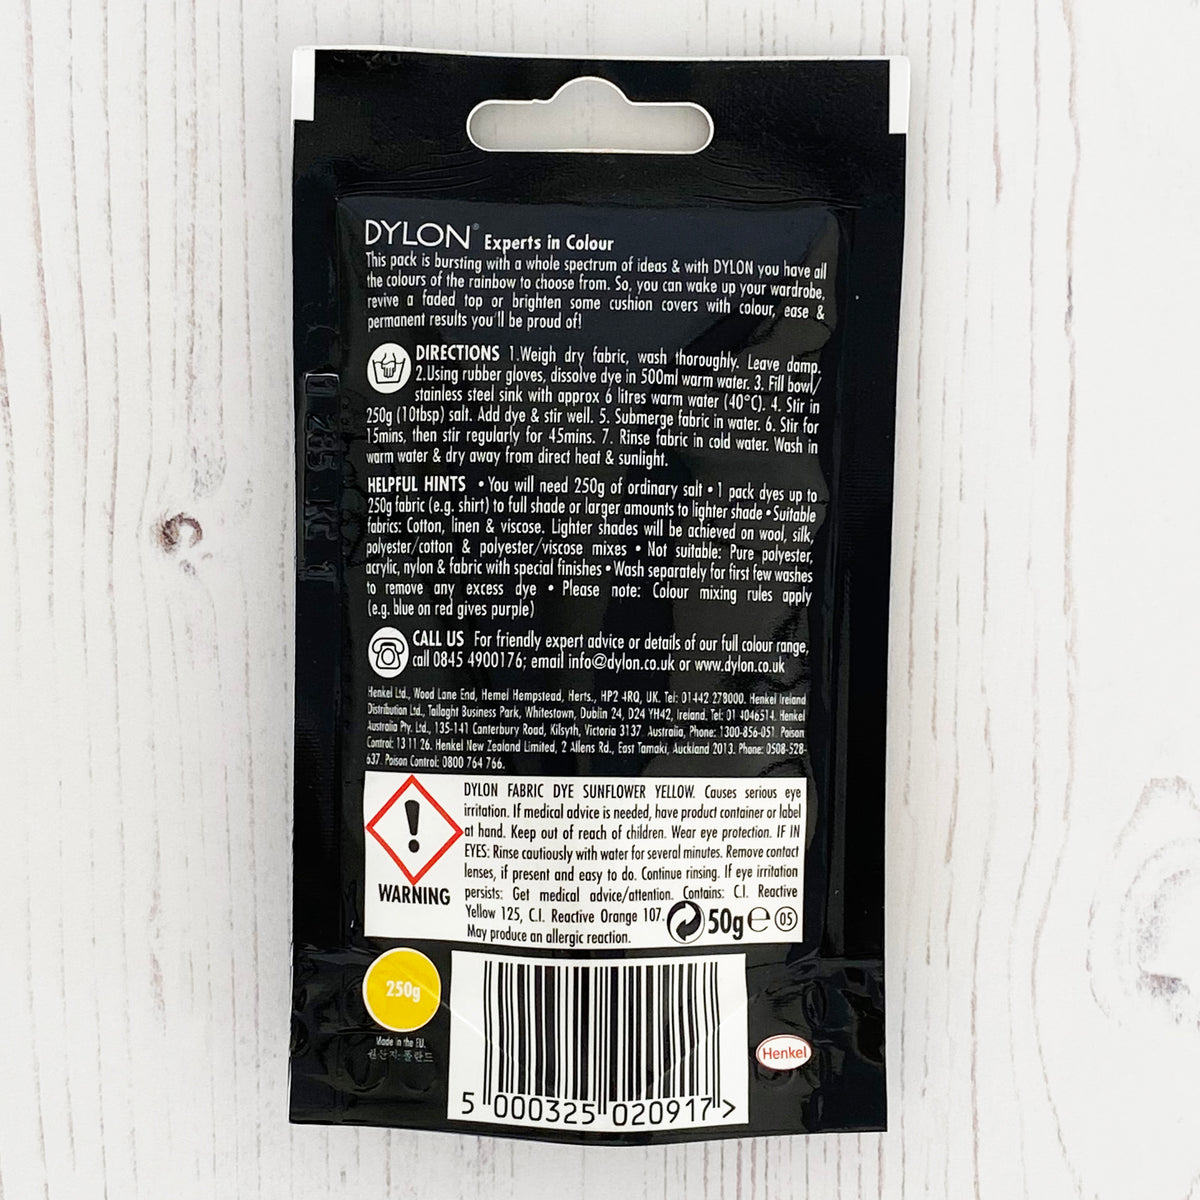 DYLON® Experts in Colour
This pack is bursting with a whole spectrum of ideas & with DYLON you have all
the colours of the rainbow to choose from. So, you can wake up your wardrobe,
revive a faded top or brighten some cushion covers with colour, ease &
permanent results you'll be proud of!
DIRECTIONS 1.Weigh dry fabric, wash thoroughly. Leave damp.
2.Using rubber gloves, dissolve dye in 500ml warm water. 3. Fill bowl/
stainless steel sink with approx 6 litres warm water (40°C). 4. Stir in
250g (10tbsp) salt. Add dye & stir well. 5. Submerge fabric in water. 6. Stir for
15mins, then stir regularly for 45mins. 7. Rinse fabric in cold water. Wash in
warm water & dry away from direct heat & sunlight.
HELPFUL HINTS • You will need 250g of ordinary salt • 1 pack dyes up to
250g fabric (e.g. shirt) to full shade or larger amounts to lighter shade • Suitable
fabrics: Cotton, linen & viscose. Lighter shades will be achieved on wool, silk,
polyester/cotton & polyester/viscose mixes • Not suitable: Pure polyester,
acrylic, nylon & fabric with special finishes • Wash separately for first few washes
to remove any excess dye • Please note: Colour mixing rules apply
(e.g. blue on red gives purple)
CALL US For friendly expert advice or details of our full colour range,
call 0845 4900176; email info@dylon.co.uk or www.dylon.co.uk
Henkel Ltd., Wood Lane End, Hemel Hempstead, Herts., HP2 4RQ, UK. Tel: 01442 278000. Henkel Ireland
Distribution Ltd., Tallaght Business Park, Whitestown, Dublin 24, D24 YH42, Ireland. Tel: 01 4046514. Henkel
Australia Pty. Ltd., 135-141 Canterbury Road, Kilsyth, Victoria 3137 Australia, Phone: 1300-856-051. Poison
Control: 13 11 26. Henkel New Zealand Limited, 2 Allens Rd., East Tamaki, Auckland 2013. Phone: 0508-528-
637. Poison Control: 0800 764 766.
DYLON FABRIC DYE SUNFLOWER YELLOW. Causes serious eye
irritation. If medical advice is needed, have product container or label
at hand. Keep out of reach of children. Wear eye protection. IF IN
EYES: Rinse cautiously with water for several minutes. Remove contact
lenses, if present and easy to do. Continue rinsing. If eye irritation
persists: Get medical advice/attention. Contains: C.I. Reactive
Yellow 125, C.I. Reactive Orange 107.
May produce an allergic reaction.
WARNING
50g ℮ 05
250g
Made in the EU.
원산지: 폴란드
Henkel
5 000325 020917 >